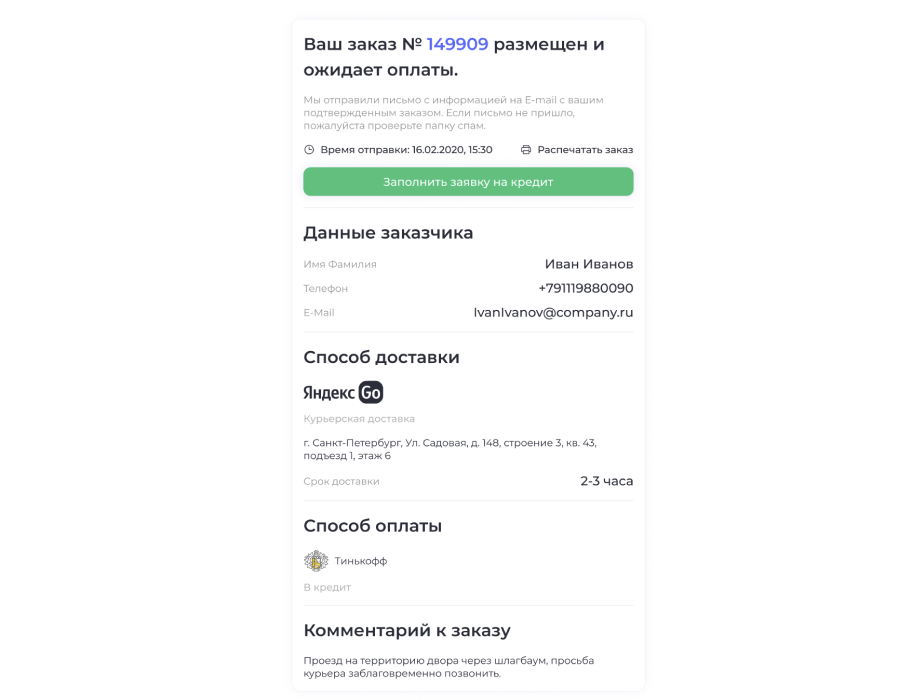 Ваш заказ № 149909 размещен и
ожидает оплаты.
Мы отправили письмо с информацией на E-mail с вашим
подтвержденным заказом. Если письмо не пришло,
пожалуйста проверьте папку спам.
Время отправки: 16.02.2020, 15:30 Распечатать заказ
Заполнить заявку на кредит
Данные заказчика
Имя Фамилия Иван Иванов
Телефон +791119880090
E-Mail IvanIvanov@company.ru
Способ доставки
Яндекс Go
Курьерская доставка
г. Санкт-Петербург, Ул. Садовая, д. 148, строение 3, кв. 43,
подъезд 1, этаж 6
Срок доставки 2-3 часа
Способ оплаты
Тинькофф
В кредит
Комментарий к заказу
Проезд на территорию двора через шлагбаум, просьба
курьера заблаговременно позвонить.